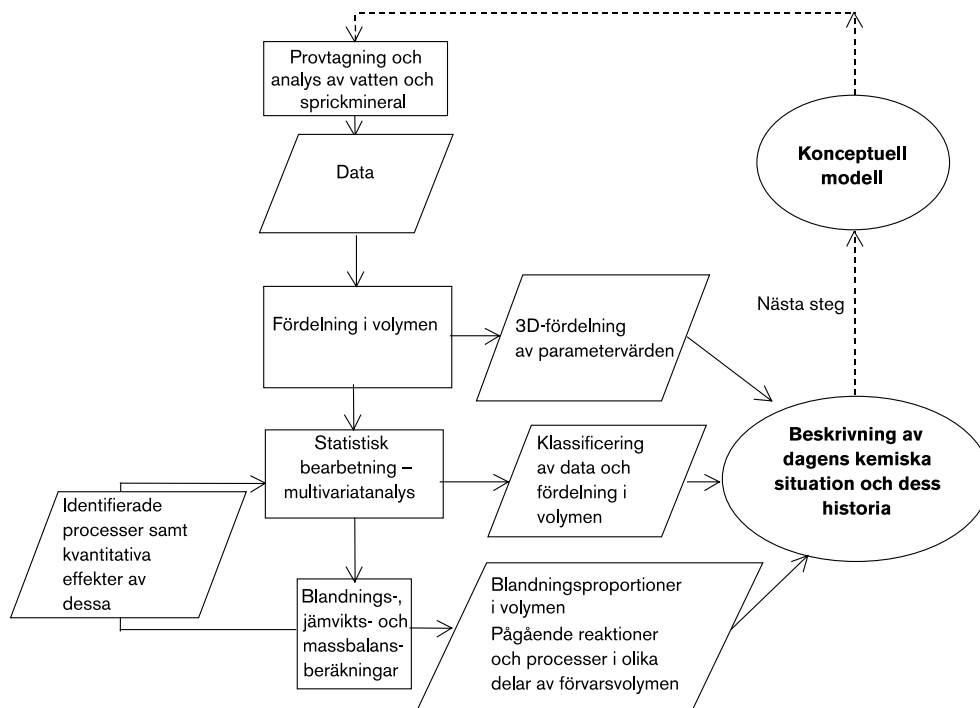 Provtagning och
analys av vatten och
sprickmineral
Data
Konceptuell
modell
Nästa steg
Fördelning i volymen
3D-fördelning
av parametervärden
Statistisk
bearbetning –
multivariatanalys
Klassificering
av data och
fördelning i
volymen
Beskrivning av
dagens kemiska
situation och dess
historia
Identifierade
processer samt
kvantitativa
effekter av
dessa
Blandnings-,
jämvikts- och
massbalans-
beräkningar
Blandningsproportioner
i volymen
Pågående reaktioner
och processer i olika
delar av förvarsvolymen